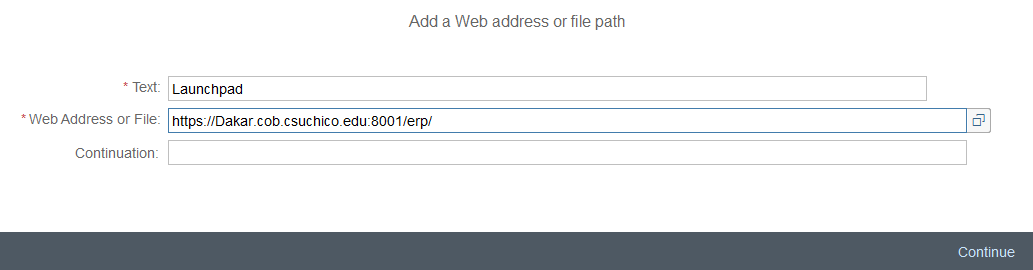 Add a Web address or file path
* Text: Launchpad
* Web Address or File: https://Dakar.cob.csuchico.edu:8001/erp/
Continuation:
Continue